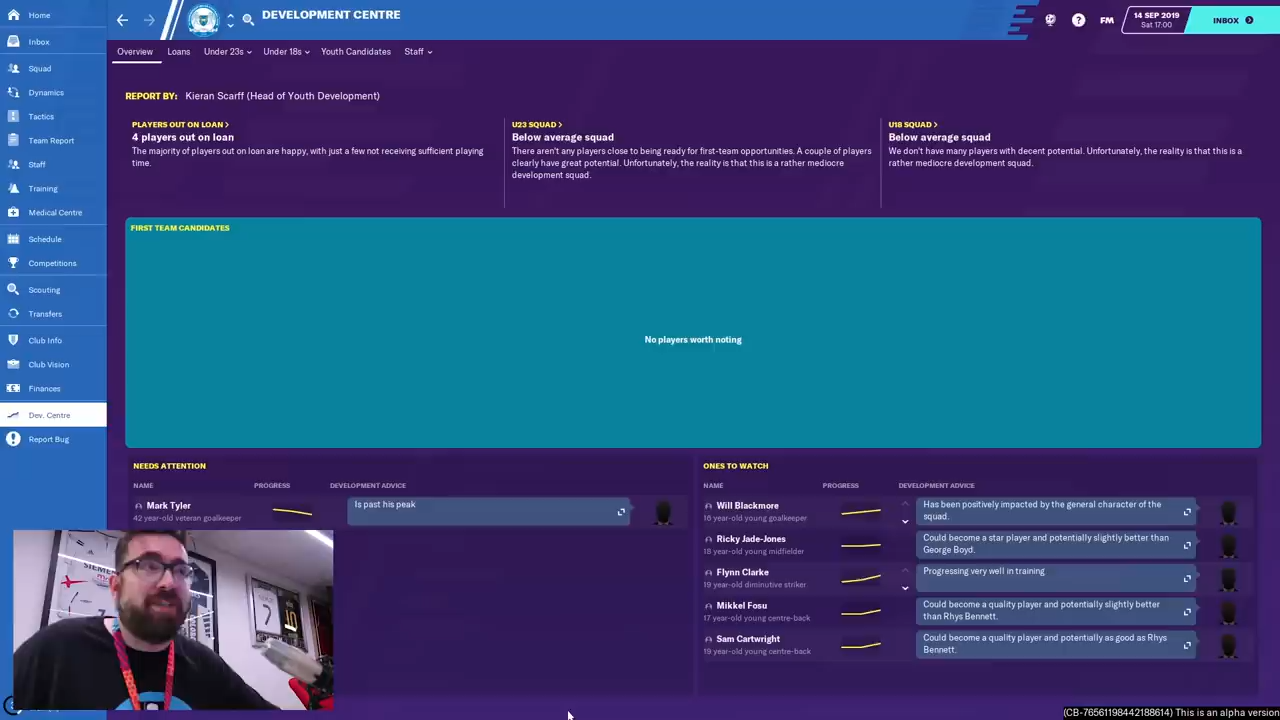 Home
Inbox
Squad
Dynamics
Tactics
Team Report
Staff
Training
Medical Centre
Schedule
Competitions
Scouting
Transfers
Club Info
Club Vision
Finances
Dev. Centre
Report Bug
DEVELOPMENT CENTRE
FM
14 SEP 2019
Sat 17:00
INBOX
Overview
Loans
Under 23s
Under 18s
Youth Candidates
Staff
REPORT BY: Kieran Scarff (Head of Youth Development)
PLAYERS OUT ON LOAN >
4 players out on loan
The majority of players out on loan are happy, with just a few not receiving sufficient playing
time.
U23 SQUAD >
Below average squad
There aren't any players close to being ready for first-team opportunities. A couple of players
clearly have great potential. Unfortunately, the reality is that this is a rather mediocre
development squad.
U18 SQUAD >
Below average squad
We don't have many players with decent potential. Unfortunately, the reality is that this is a
rather mediocre development squad.
FIRST TEAM CANDIDATES
No players worth noting
NEEDS ATTENTION
NAME PROGRESS DEVELOPMENT ADVICE
Mark Tyler
42 year-old veteran goalkeeper
Is past his peak
ONES TO WATCH
NAME PROGRESS DEVELOPMENT ADVICE
Will Blackmore
18 year-old young goalkeeper
Has been positively impacted by the general character of the
squad.
Ricky Jade-Jones
18 year-old young midfielder
Could become a star player and potentially slightly better than
George Boyd.
Flynn Clarke
19 year-old diminutive striker
Progressing very well in training
Mikkel Fosu
17 year-old young centre-back
Could become a quality player and potentially slightly better
than Rhys Bennett.
Sam Cartwright
19 year-old young centre-back
Could become a quality player and potentially as good as Rhys
Bennett.
SIEME
(CB-76561198442188614) This is an alpha version